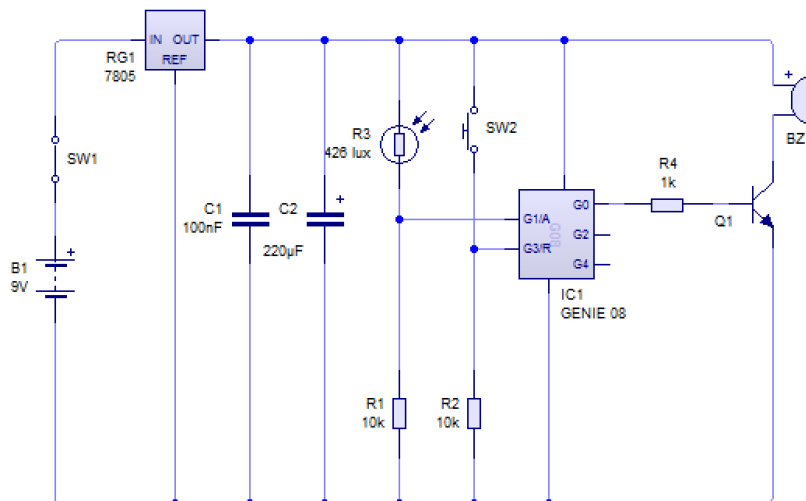 IN OUT
REF
RG1
7805
SW1
B1
9V
C1
100nF
C2
220µF
R3
426 lux
SW2
G1/A
G3/R
G0
G2
G4
G08
IC1
GENIE 08
R4
1k
Q1
BZ
R1
10k
R2
10k